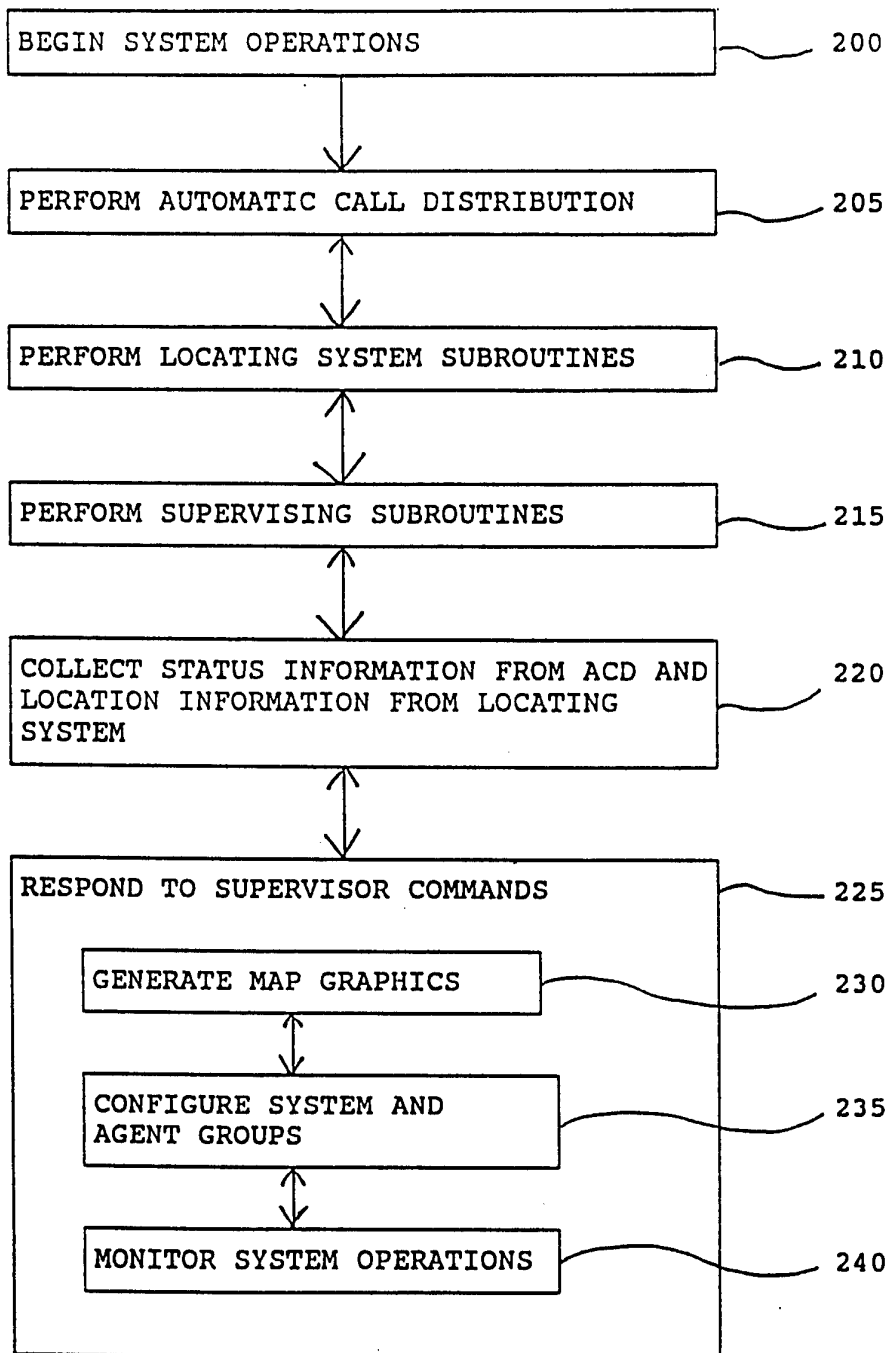 BEGIN SYSTEM OPERATIONS 200
PERFORM AUTOMATIC CALL DISTRIBUTION 205
PERFORM LOCATING SYSTEM SUBROUTINES 210
PERFORM SUPERVISING SUBROUTINES 215
COLLECT STATUS INFORMATION FROM ACD AND
LOCATION INFORMATION FROM LOCATING
SYSTEM
220
RESPOND TO SUPERVISOR COMMANDS 225
GENERATE MAP GRAPHICS 230
CONFIGURE SYSTEM AND
AGENT GROUPS
235
MONITOR SYSTEM OPERATIONS 240